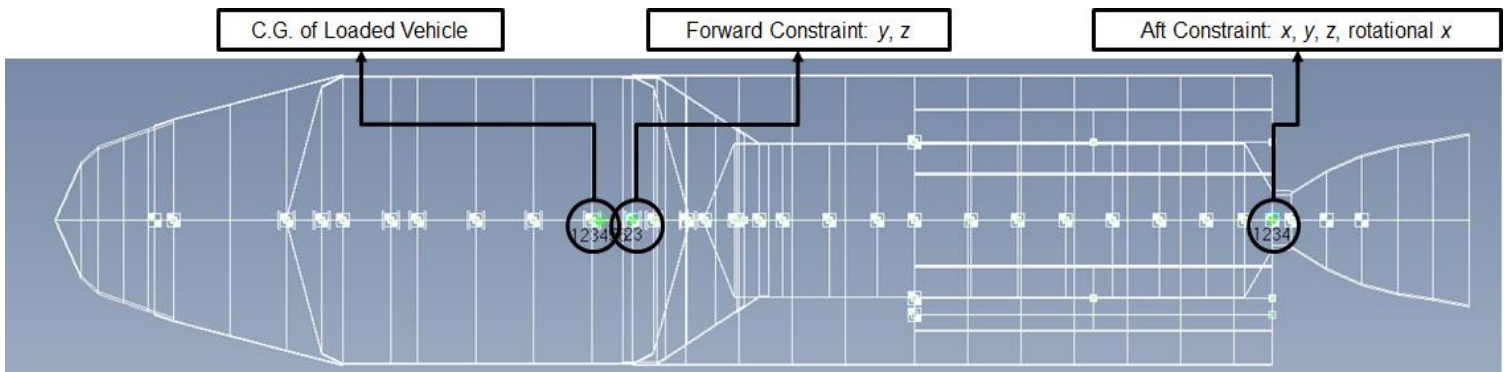 C.G. of Loaded Vehicle
Forward Constraint: y, z
Aft Constraint: x, y, z, rotational x
1234
23
1234